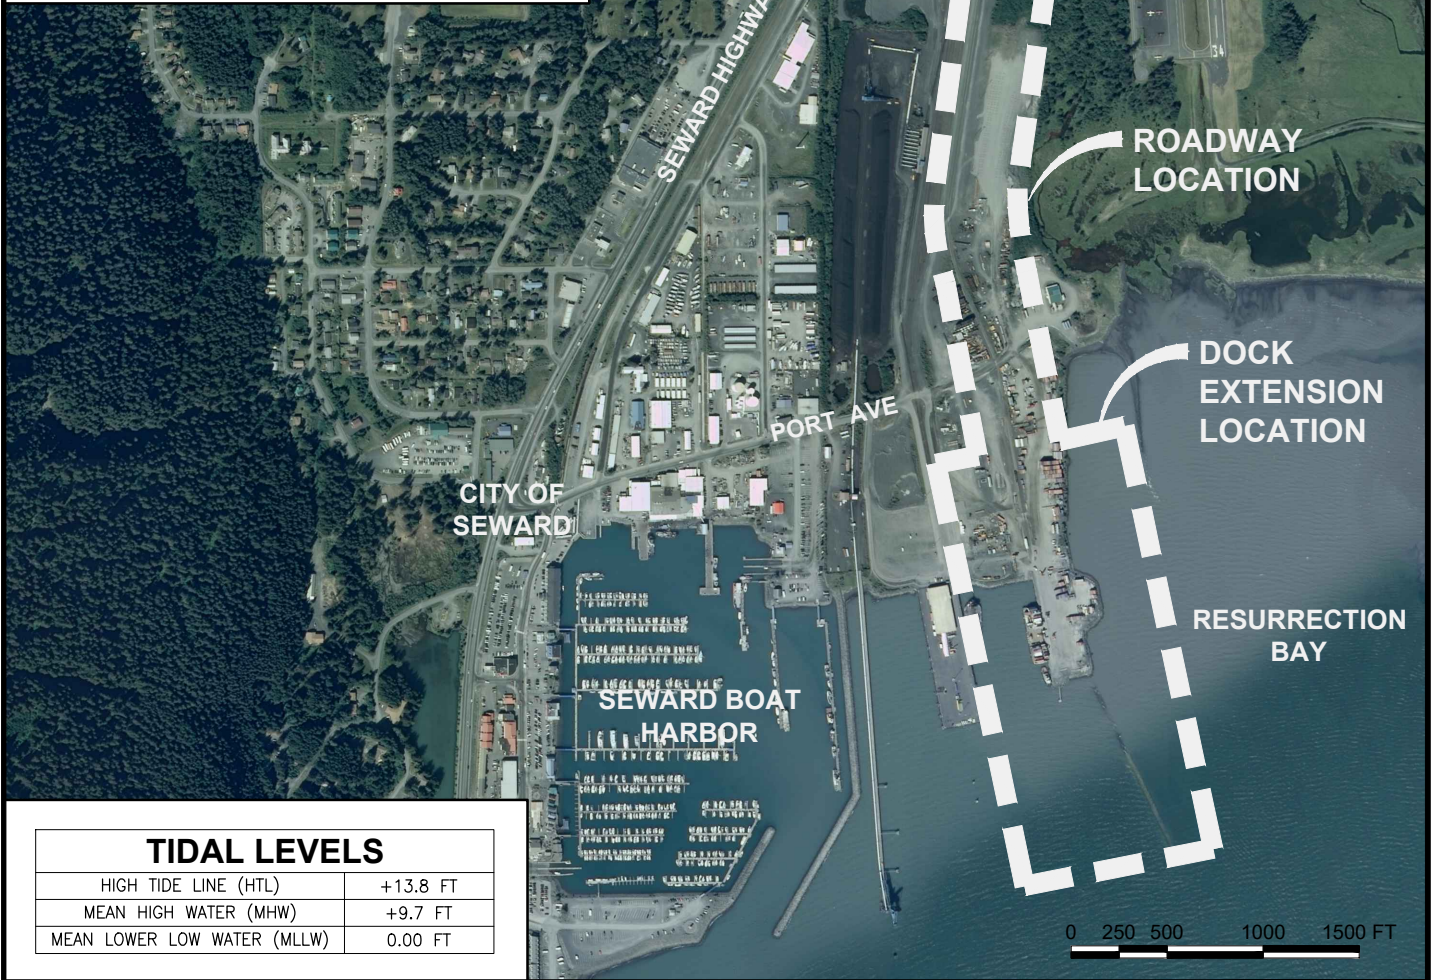 SEWARD HIGHWA
34
ROADWAY
LOCATION
DOCK
EXTENSION
LOCATION
PORT AVE
CITY OF
SEWARD
RESURRECTION
BAY
SEWARD BOAT
HARBOR
TIDAL LEVELS
HIGH TIDE LINE (HTL) +13.8 FT
MEAN HIGH WATER (MHW) +9.7 FT
MEAN LOWER LOW WATER (MLLW) 0.00 FT
0 250 500 1000 1500 FT